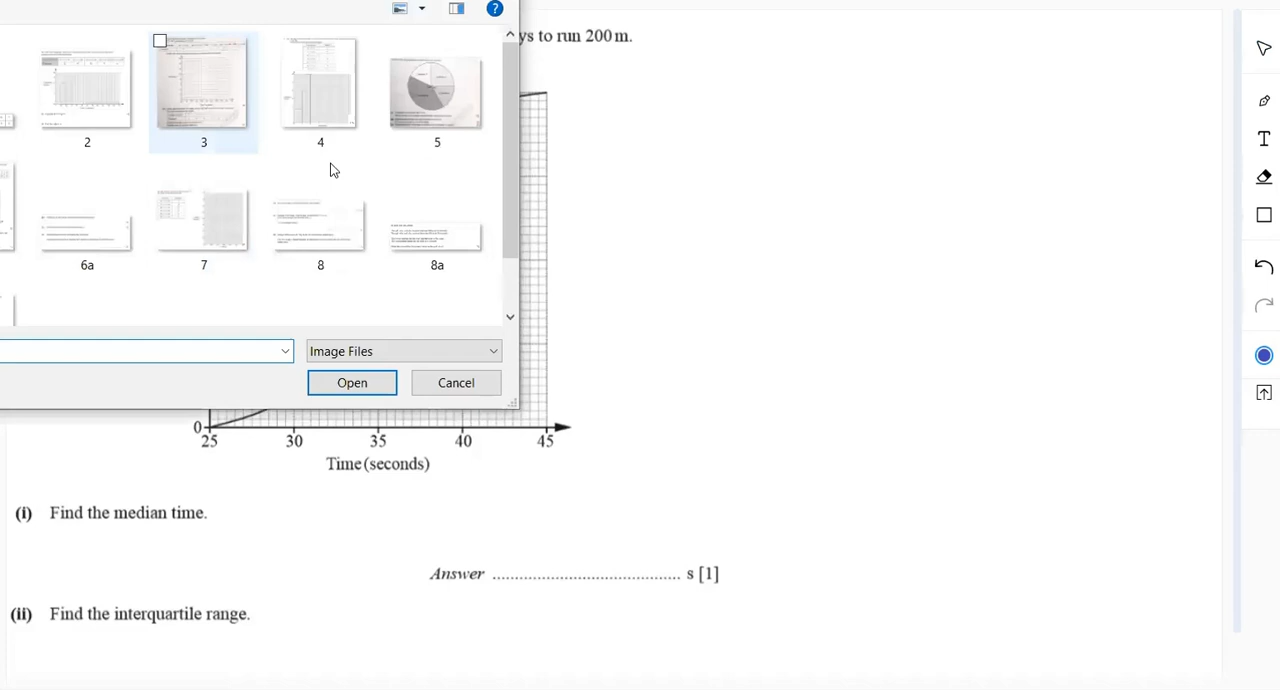 ys to run 200 m.
2
3
4
5
6a
7
8
8a
Image Files
Open
Cancel
0
25
30
35
40
45
Time (seconds)
(i) Find the median time.
Answer ........................................ s [1]
(ii) Find the interquartile range.
T